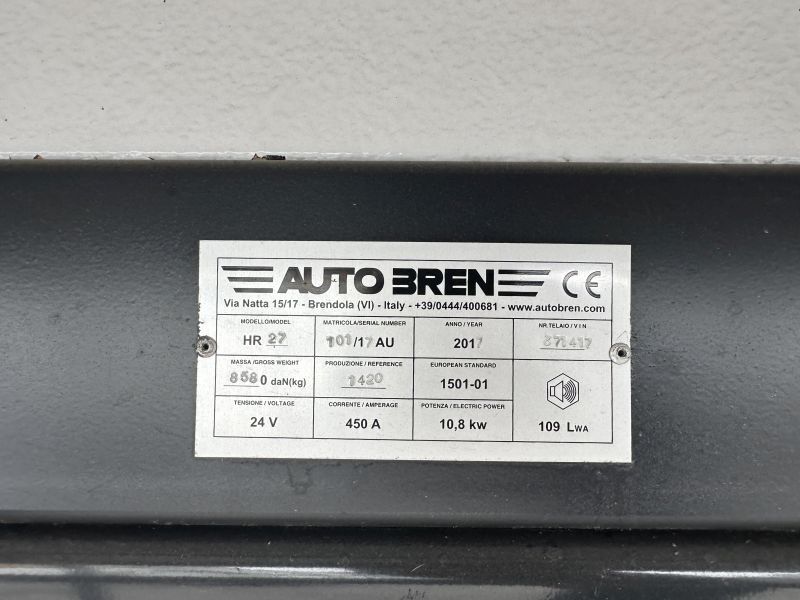 AUTO BREN CE
Via Natta 15/17 - Brendola (VI) - Italy - +39/0444/400681 - www.autobren.com
MODELLO/MODEL MATRICOLA/SERIAL NUMBER ANNO / YEAR NR.TELAIO / V I N
HR 27 101/17 AU 2017 871417
MASSA /GROSS WEIGHT PRODUZIONE / REFERENCE EUROPEAN STANDARD
8580 daN(kg) 1420 1501-01
TENSIONE / VOLTAGE CORRENTE / AMPERAGE POTENZA / ELECTRIC POWER
24 V 450 A 10,8 kw 109 LWA